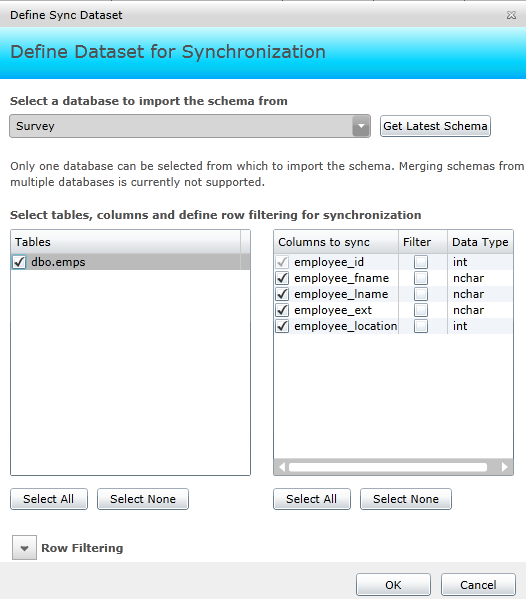 Define Sync Dataset
Define Dataset for Synchronization
Select a database to import the schema from
Survey
Get Latest Schema
Only one database can be selected from which to import the schema. Merging schemas from
multiple databases is currently not supported.
Select tables, columns and define row filtering for synchronization
Tables
dbo.emps
Columns to sync Filter Data Type
employee_id int
employee_fname nchar
employee_lname nchar
employee_ext nchar
employee_location int
Select All Select None Select All Select None
Row Filtering
OK Cancel